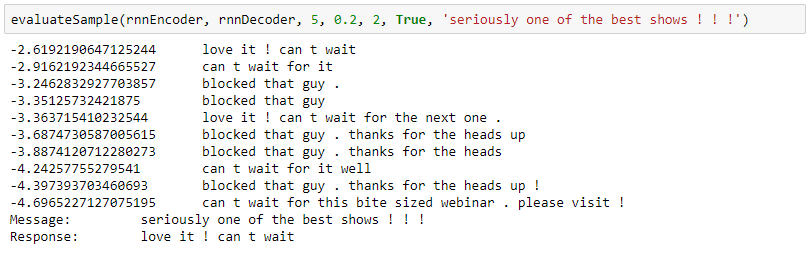 evaluateSample(rnnEncoder, rnnDecoder, 5, 0.2, 2, True, 'seriously one of the best shows ! ! !')
-2.6192190647125244 love it ! can t wait
-2.9162192344665527 can t wait for it
-3.2462832927703857 blocked that guy .
-3.35125732421875 blocked that guy
-3.363715410232544 love it ! can t wait for the next one .
-3.6874730587005615 blocked that guy . thanks for the heads up
-3.8874120712280273 blocked that guy . thanks for the heads
-4.24257755279541 can t wait for it well
-4.397393703460693 blocked that guy . thanks for the heads up !
-4.6965227127075195 can t wait for this bite sized webinar . please visit !
Message: seriously one of the best shows ! ! !
Response: love it ! can t wait